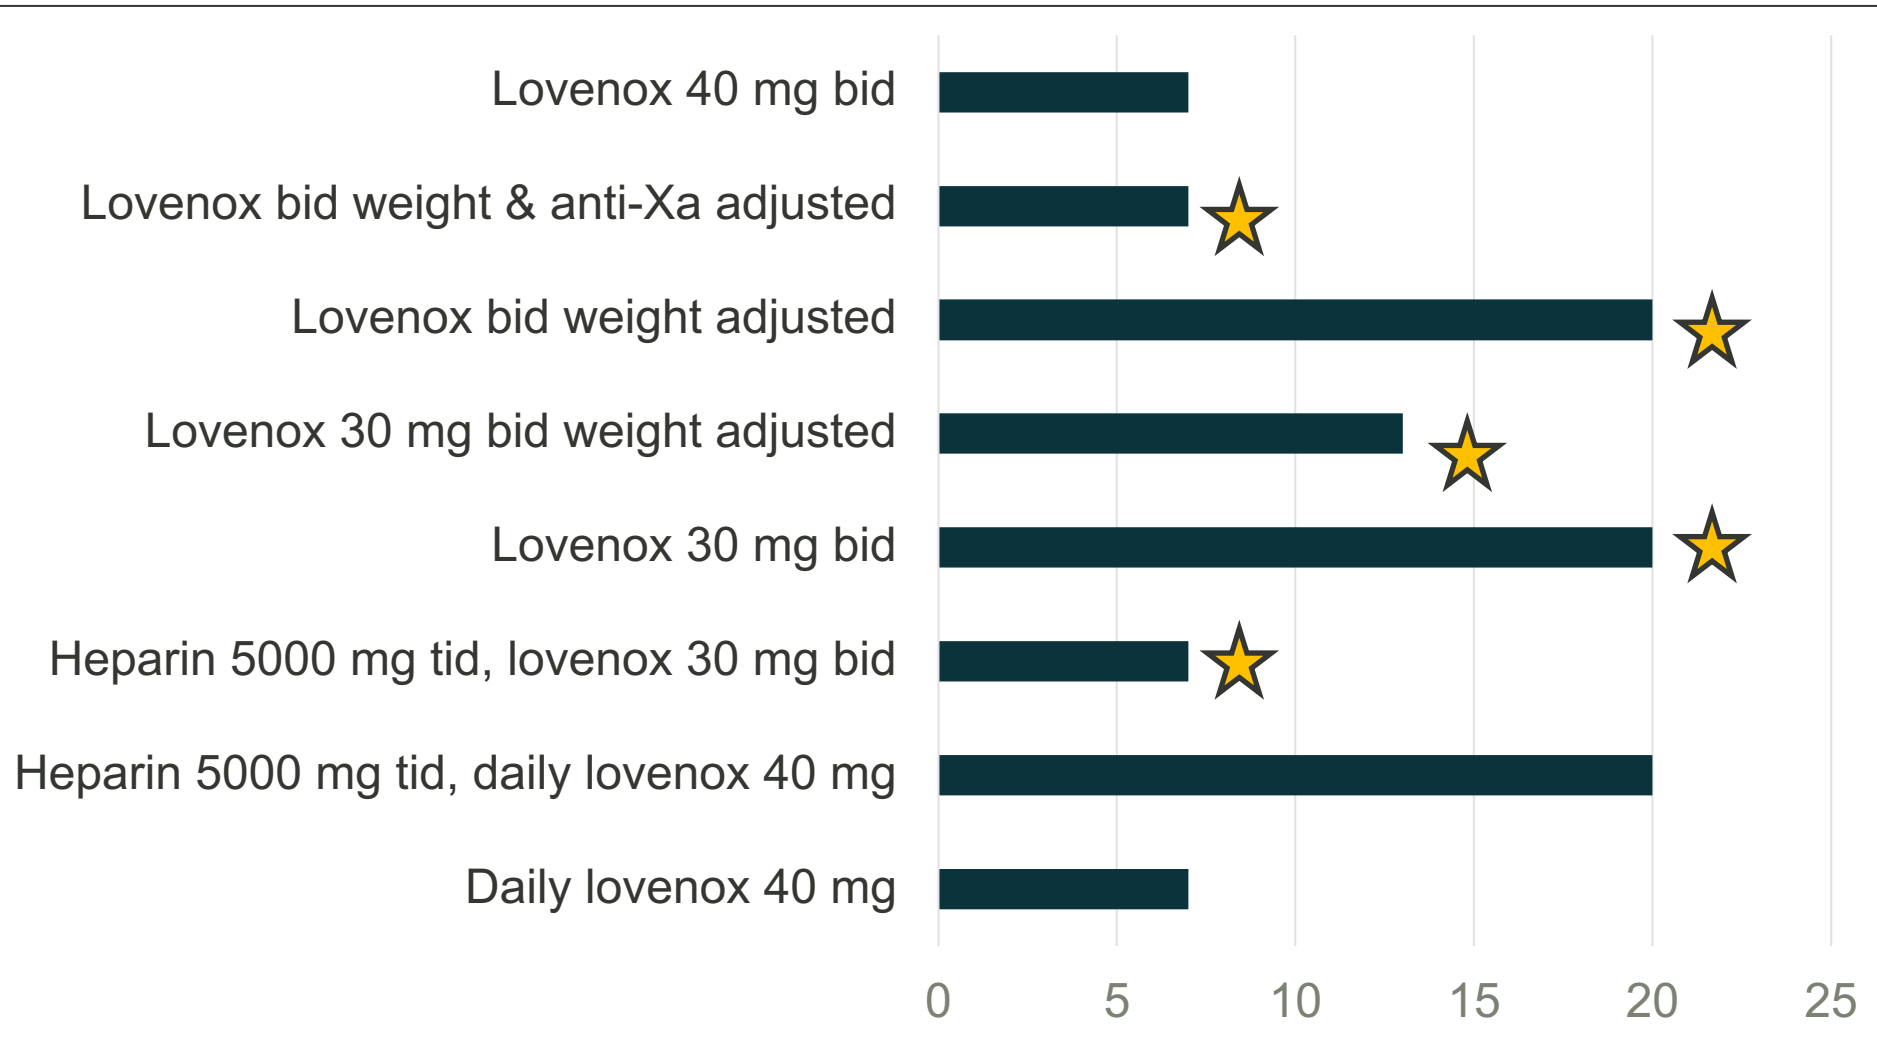 Lovenox 40 mg bid
Lovenox bid weight & anti-Xa adjusted
Lovenox bid weight adjusted
Lovenox 30 mg bid weight adjusted
Lovenox 30 mg bid
Heparin 5000 mg tid, lovenox 30 mg bid
Heparin 5000 mg tid, daily lovenox 40 mg
Daily lovenox 40 mg
0 5 10 15 20 25